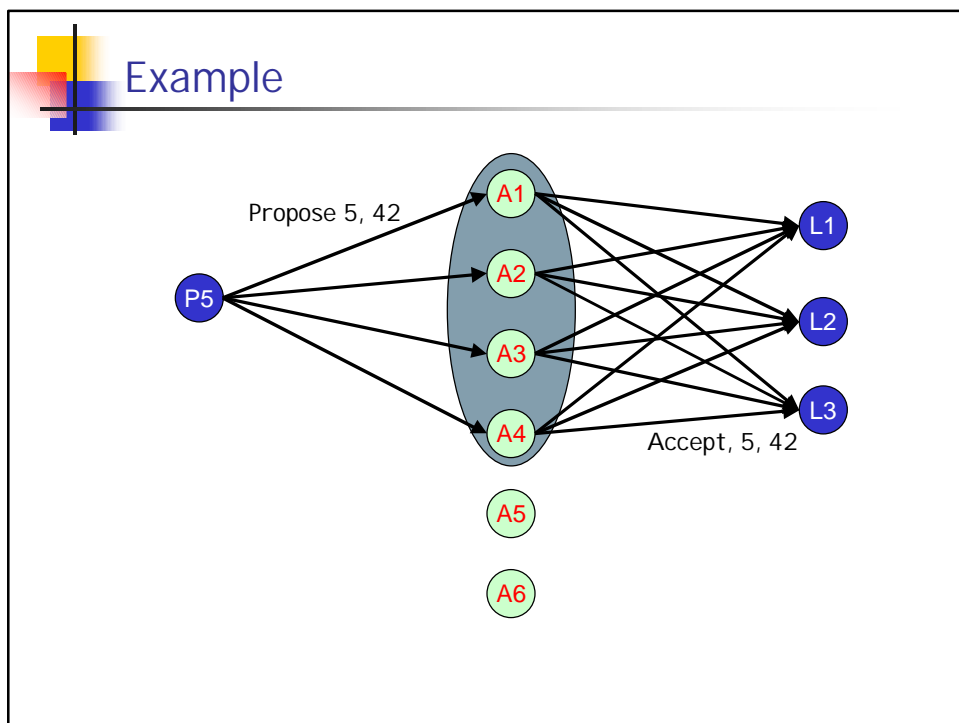 Example
Propose 5, 42
P5
A1
A2
A3
A4
A5
A6
L1
L2
L3
Accept, 5, 42